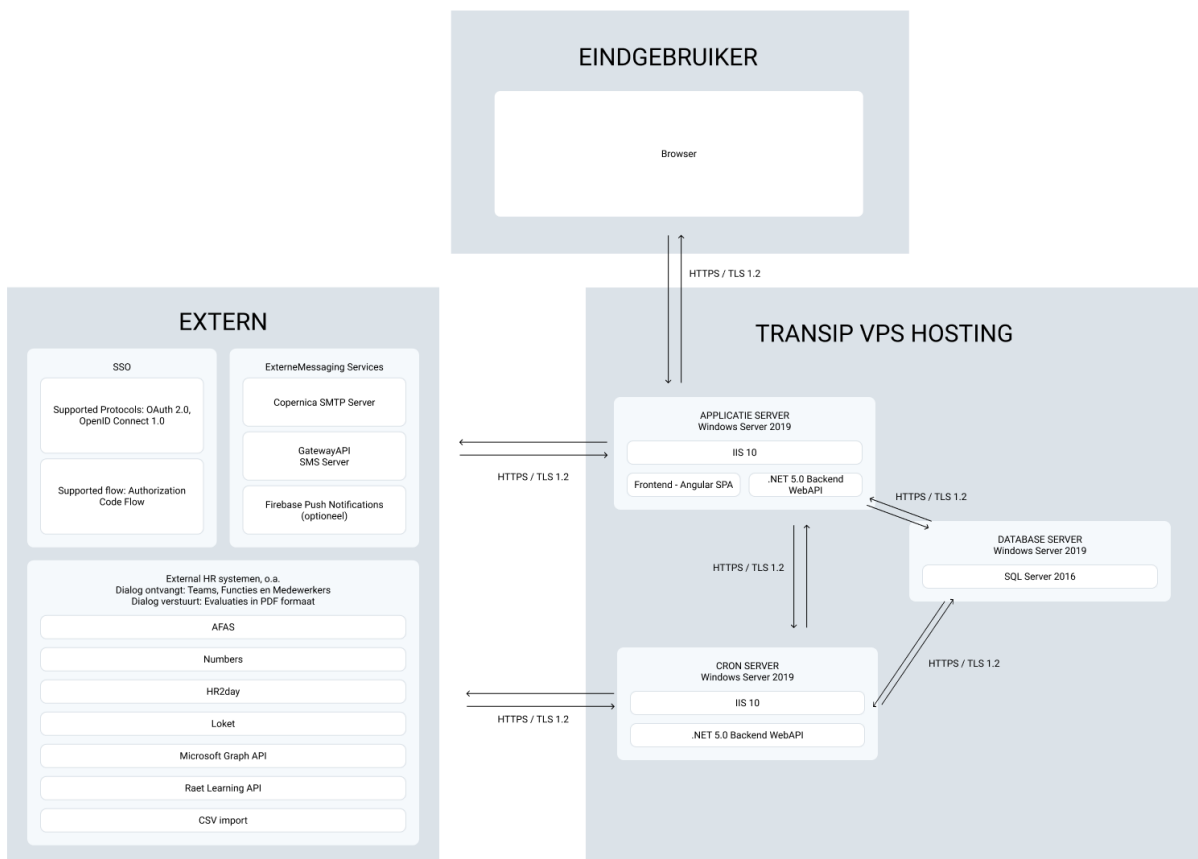 EINDGEBRUIKER
Browser
HTTPS / TLS 1.2
EXTERN
SSO
Supported Protocols: OAuth 2.0,
OpenID Connect 1.0
Supported flow: Authorization
Code Flow
ExterneMessaging Services
Copernica SMTP Server
GatewayAPI
SMS Server
Firebase Push Notifications
(optioneel)
External HR systemen, o.a.
Dialog ontvangt: Teams, Functies en Medewerkers
Dialog verstuurt: Evaluaties in PDF formaat
AFAS
Numbers
HR2day
Loket
Microsoft Graph API
Raet Learning API
CSV import
HTTPS / TLS 1.2
HTTPS / TLS 1.2
TRANSIP VPS HOSTING
APPLICATIE SERVER
Windows Server 2019
IIS 10
Frontend - Angular SPA
.NET 5.0 Backend
WebAPI
HTTPS / TLS 1.2
DATABASE SERVER
Windows Server 2019
SQL Server 2016
HTTPS / TLS 1.2
HTTPS / TLS 1.2
CRON SERVER
Windows Server 2019
IIS 10
.NET 5.0 Backend WebAPI